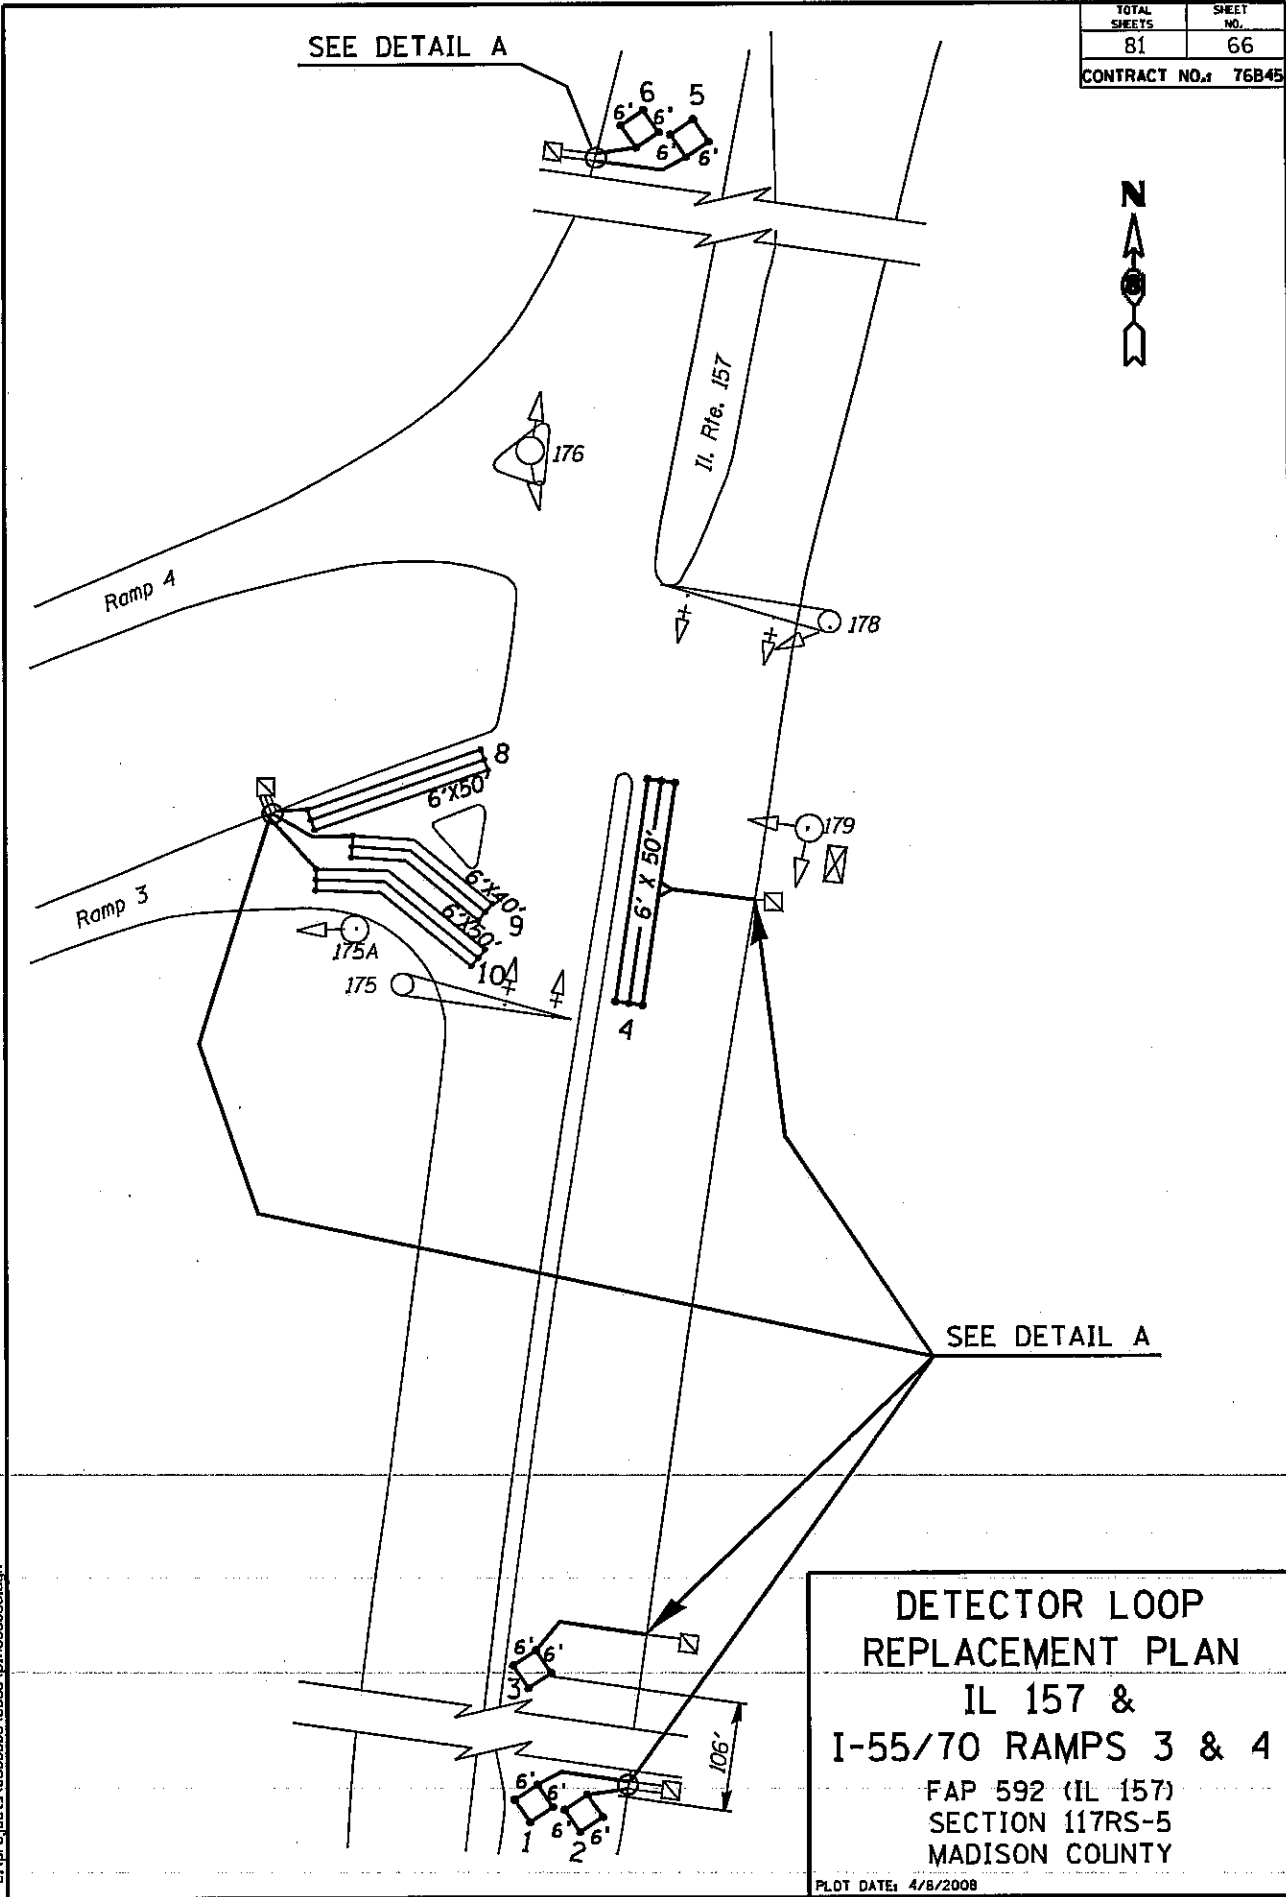 TOTAL SHEETS
SHEET NO.
81
66
CONTRACT NO.: 76B45
SEE DETAIL A
6
5
6'
6'
6'
6'
N
Il. Rte. 157
176
Ramp 4
178
8
6'X50'
179
6' X 50'
6'X40'
9
Ramp 3
6'X50'
10
175A
175
4
SEE DETAIL A
6'
6'
3
106'
6'
6'
1
6'
6'
2
DETECTOR LOOP
REPLACEMENT PLAN
IL 157 &
I-55/70 RAMPS 3 & 4
FAP 592 (IL 157)
SECTION 117RS-5
MADISON COUNTY
PLOT DATE: 4/8/2008